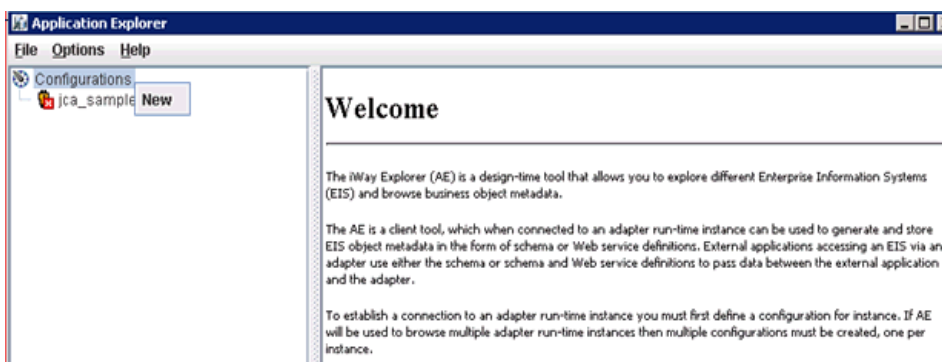 Application Explorer
File Options Help
Configurations
jca_sample
New
Welcome
The iWay Explorer (AE) is a design-time tool that allows you to explore different Enterprise Information Systems
(EIS) and browse business object metadata.
The AE is a client tool, which when connected to an adapter run-time instance can be used to generate and store
EIS object metadata in the form of schema or Web service definitions. External applications accessing an EIS via an
adapter use either the schema or schema and Web service definitions to pass data between the external application
and the adapter.
To establish a connection to an adapter run-time instance you must first define a configuration for instance. If AE
will be used to browse multiple adapter run-time instances then multiple configurations must be created, one per
instance.